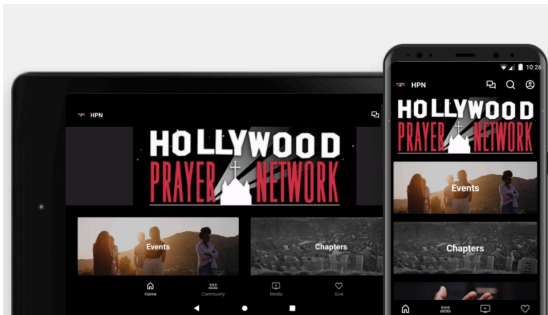 HPN
HOLLYWOOD
PRAYER NETWORK
Events
Chapters
Home
Community
Media
Give
10:26
HPN
HOLLYWOOD
PRAYER NETWORK
Events
Chapters